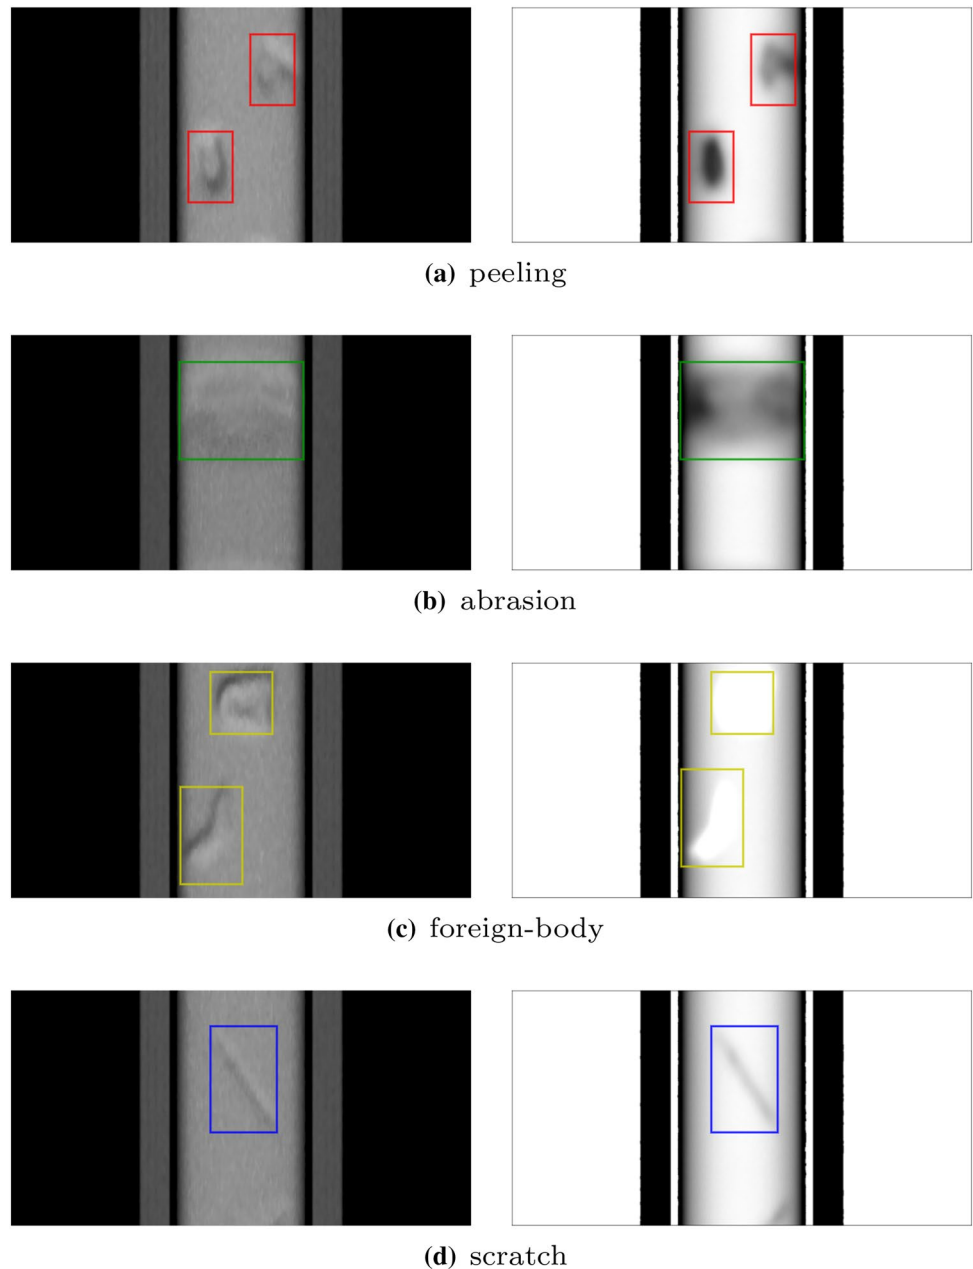 (a) peeling
(b) abrasion
(c) foreign-body
(d) scratch